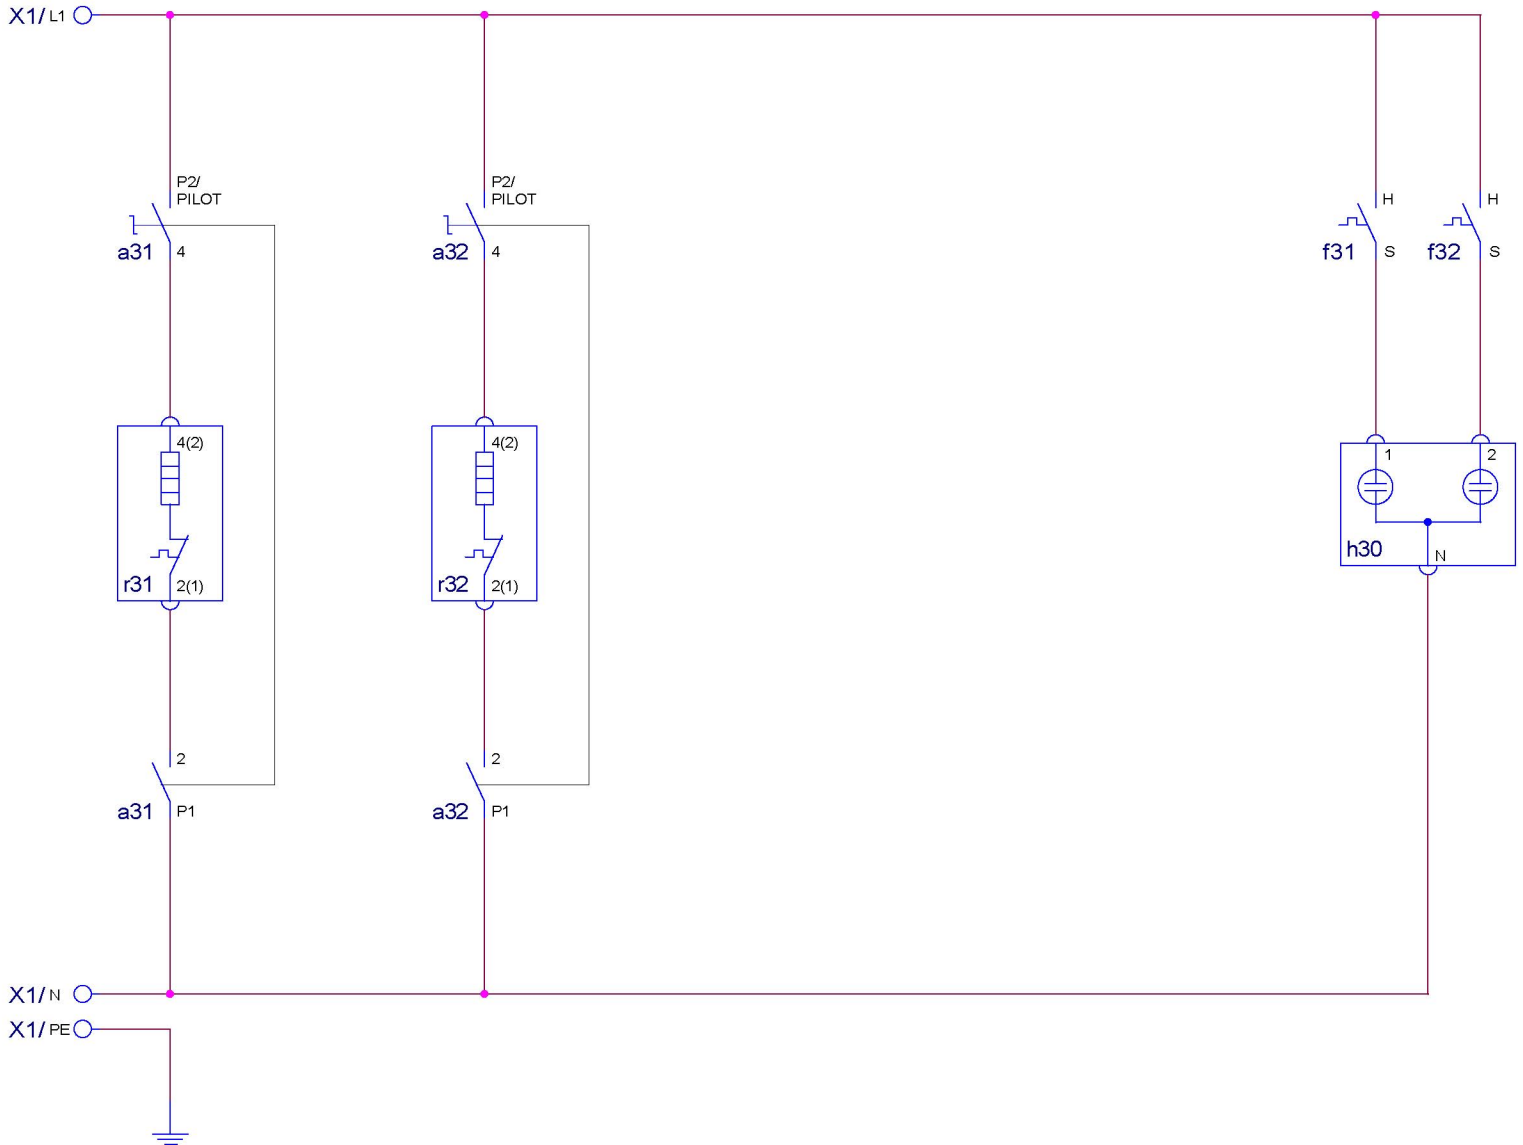 X1/ L1
P2/
PILOT
a31
4
P2/
PILOT
a32
4
H
f31
S
H
f32
S
4(2)
r31
2(1)
4(2)
r32
2(1)
1
2
h30
N
2
a31
P1
2
a32
P1
X1/ N
X1/ PE